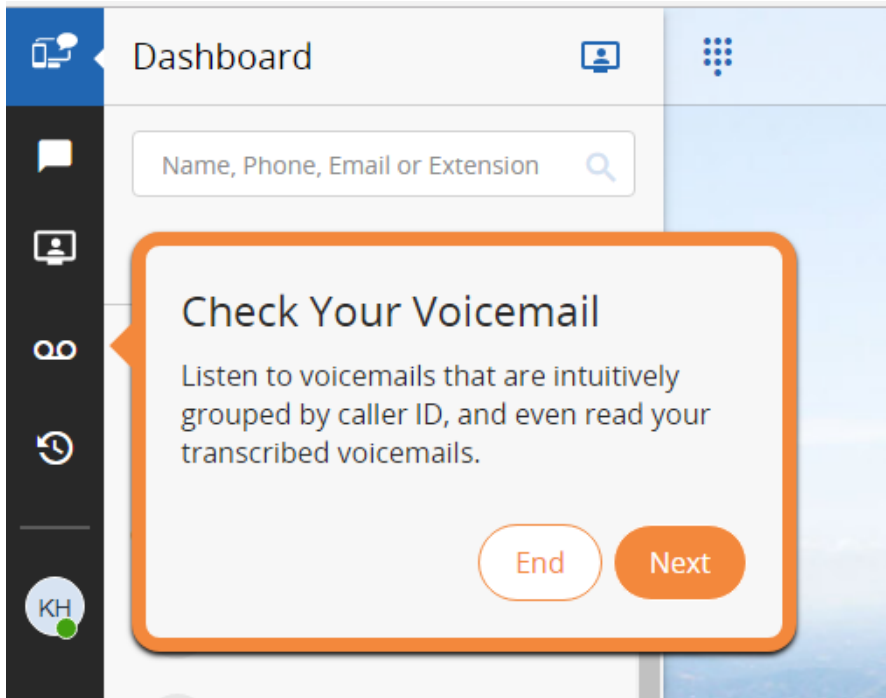 Dashboard
Name, Phone, Email or Extension
Check Your Voicemail
Listen to voicemails that are intuitively
grouped by caller ID, and even read your
transcribed voicemails.
End
Next
KH